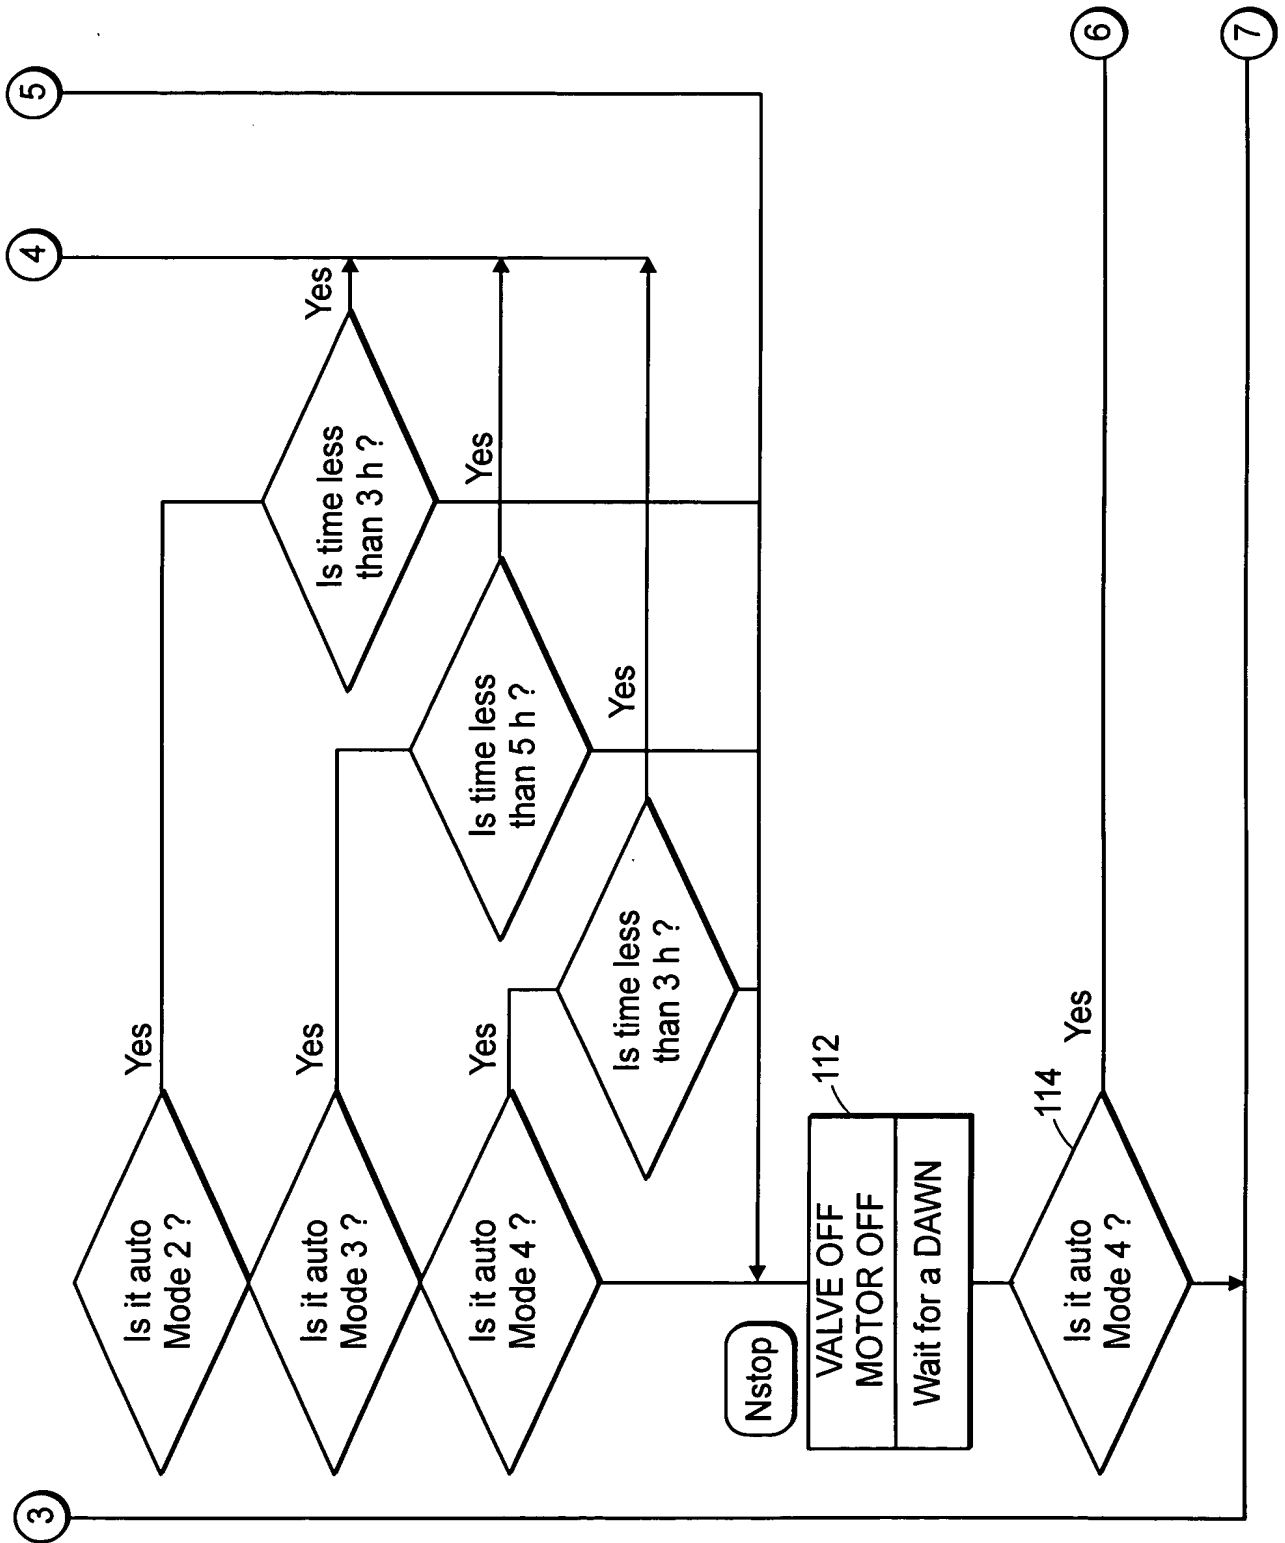 3
4
5
Is it auto
Mode 2 ?
Yes
Is time less
than 3 h ?
Yes
Is it auto
Mode 3 ?
Yes
Is time less
than 5 h ?
Yes
Is it auto
Mode 4 ?
Yes
Is time less
than 3 h ?
Yes
Nstop
112
VALVE OFF
MOTOR OFF
Wait for a DAWN
114
Is it auto
Mode 4 ?
Yes
6
7